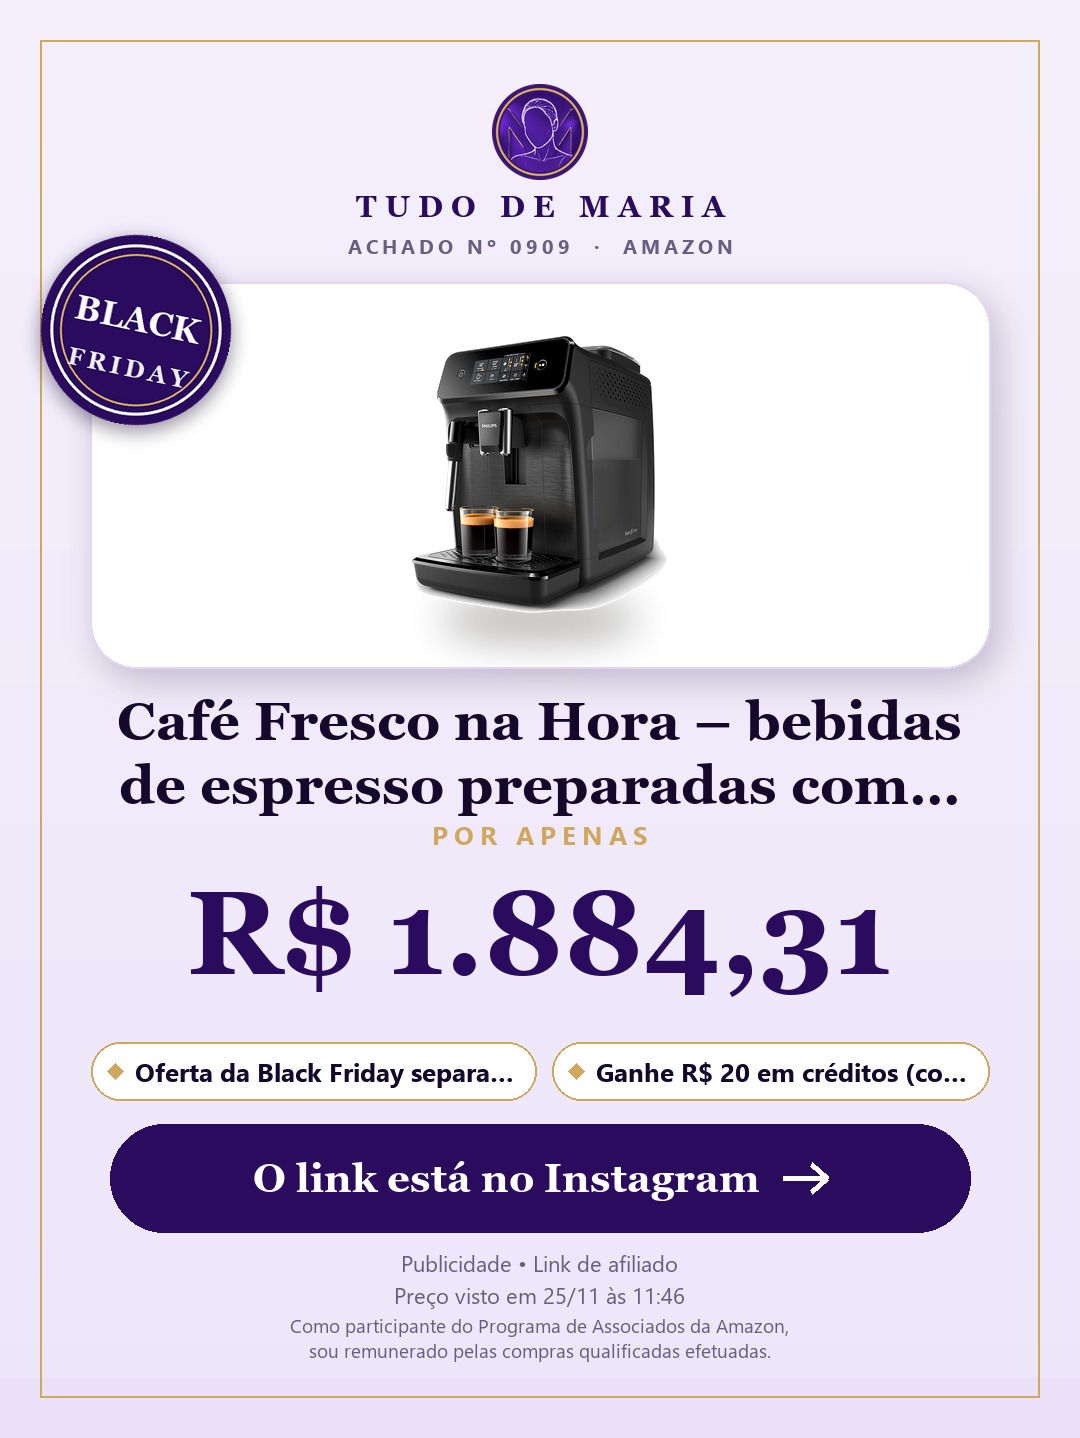 TUDO DE MARIA
ACHADO Nº 0909 · AMAZON
BLACK
FRIDAY
PHILIPS
Café Fresco na Hora – bebidas
de espresso preparadas com...
POR APENAS
R$ 1.884,31
Oferta da Black Friday separa...
Ganhe R$ 20 em créditos (co...
O link está no Instagram →
Publicidade • Link de afiliado
Preço visto em 25/11 às 11:46
Como participante do Programa de Associados da Amazon,
sou remunerado pelas compras qualificadas efetuadas.